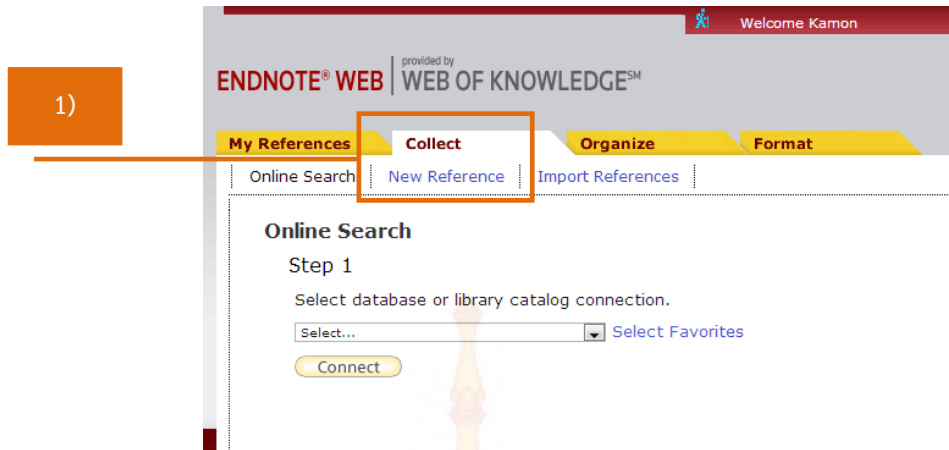 Welcome Kamon
provided by
ENDNOTE® WEB WEB OF KNOWLEDGE℠
1)
My References Collect Organize Format
Online Search New Reference Import References
Online Search
Step 1
Select database or library catalog connection.
Select... Select Favorites
Connect